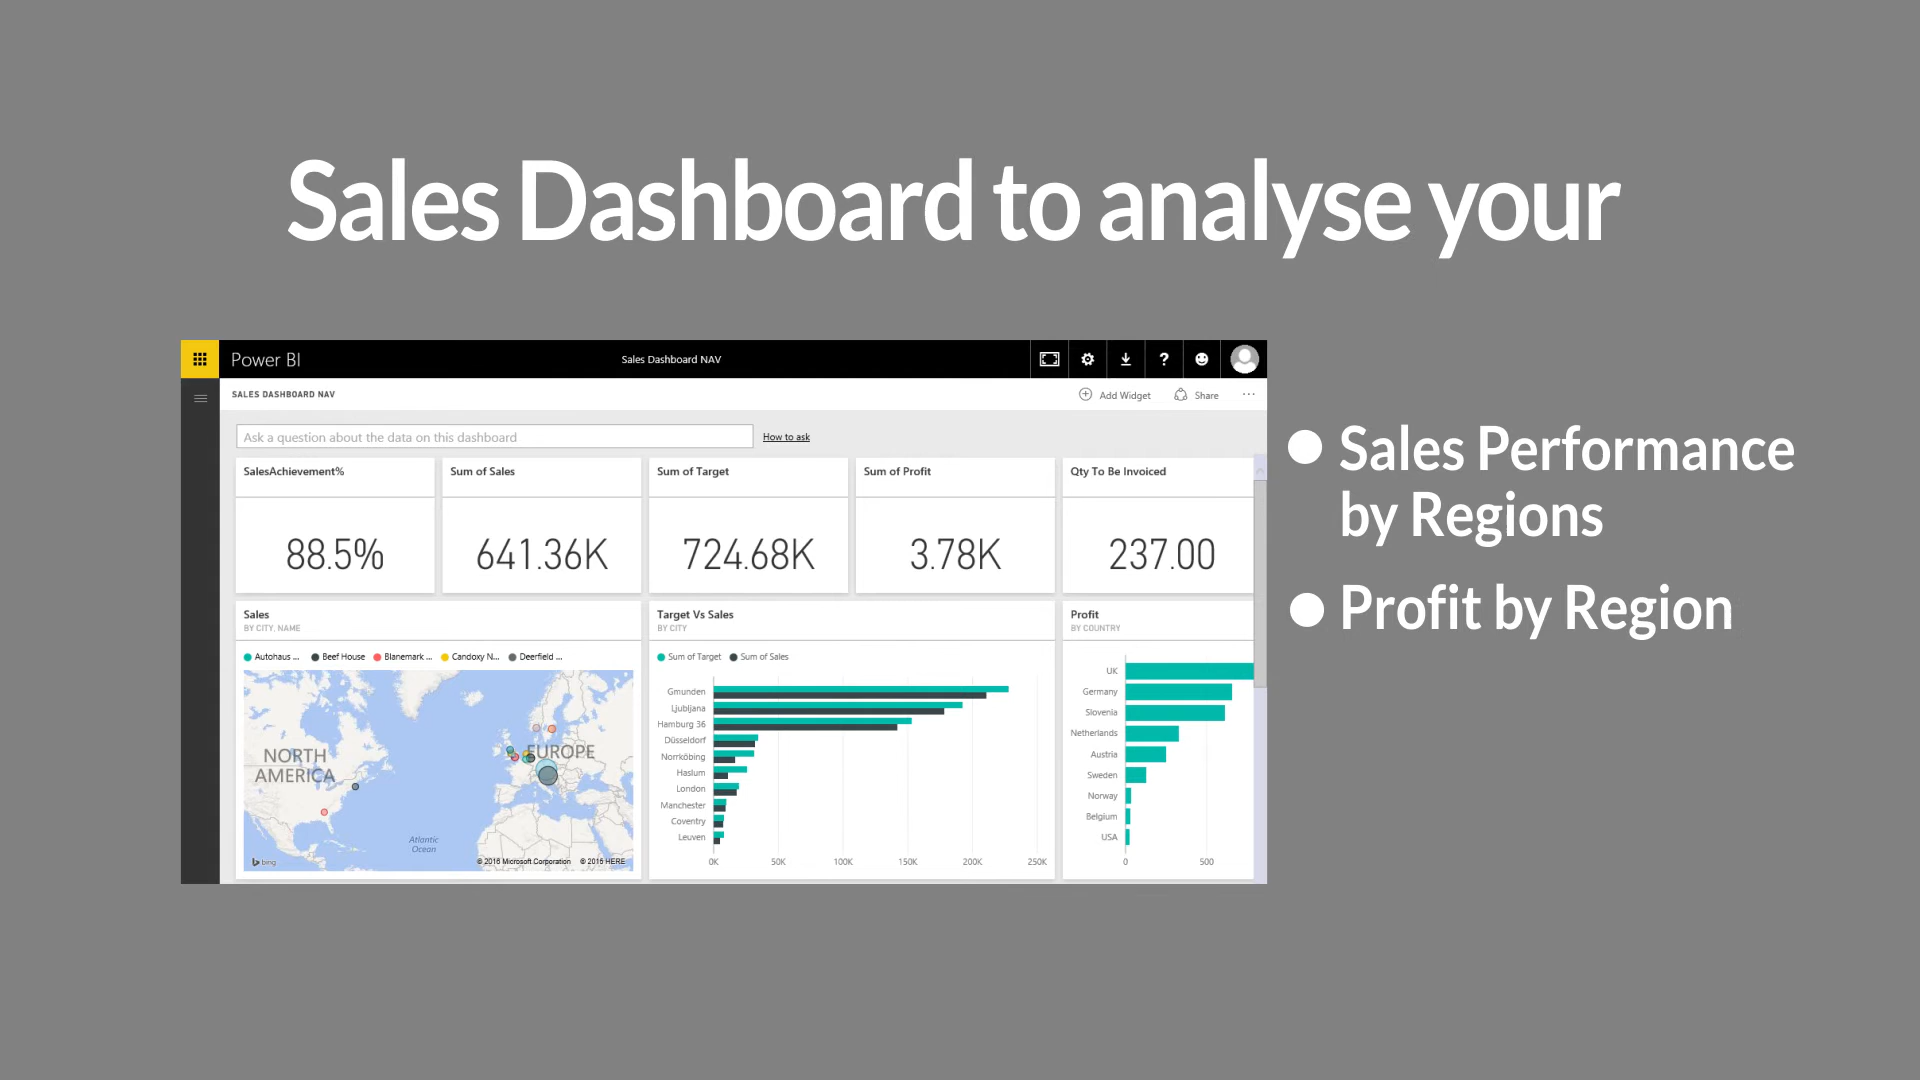 Sales Dashboard to analyse your
Power BI
Sales Dashboard NAV
?
SALES DASHBOARD NAV
Add Widget
Share
...
Ask a question about the data on this dashboard
How to ask
SalesAchievement%
88.5%
Sum of Sales
641.36K
Sum of Target
724.68K
Sum of Profit
3.78K
Qty To Be Invoiced
237.00
Sales
BY CITY, NAME
Autohaus ... Beef House Blanemark ... Candoxy N... Deerfield ...
NORTH
AMERICA
EUROPE
Atlantic
Ocean
bing
© 2016 Microsoft Corporation © 2016 HERE
Target Vs Sales
BY CITY
Sum of Target Sum of Sales
Gmunden
Ljubljana
Hamburg 36
Düsseldorf
Norrköbing
Haslum
London
Manchester
Coventry
Leuven
0K 50K 100K 150K 200K 250K
Profit
BY COUNTRY
UK
Germany
Slovenia
Netherlands
Austria
Sweden
Norway
Belgium
USA
0 500
● Sales Performance
by Regions
● Profit by Region